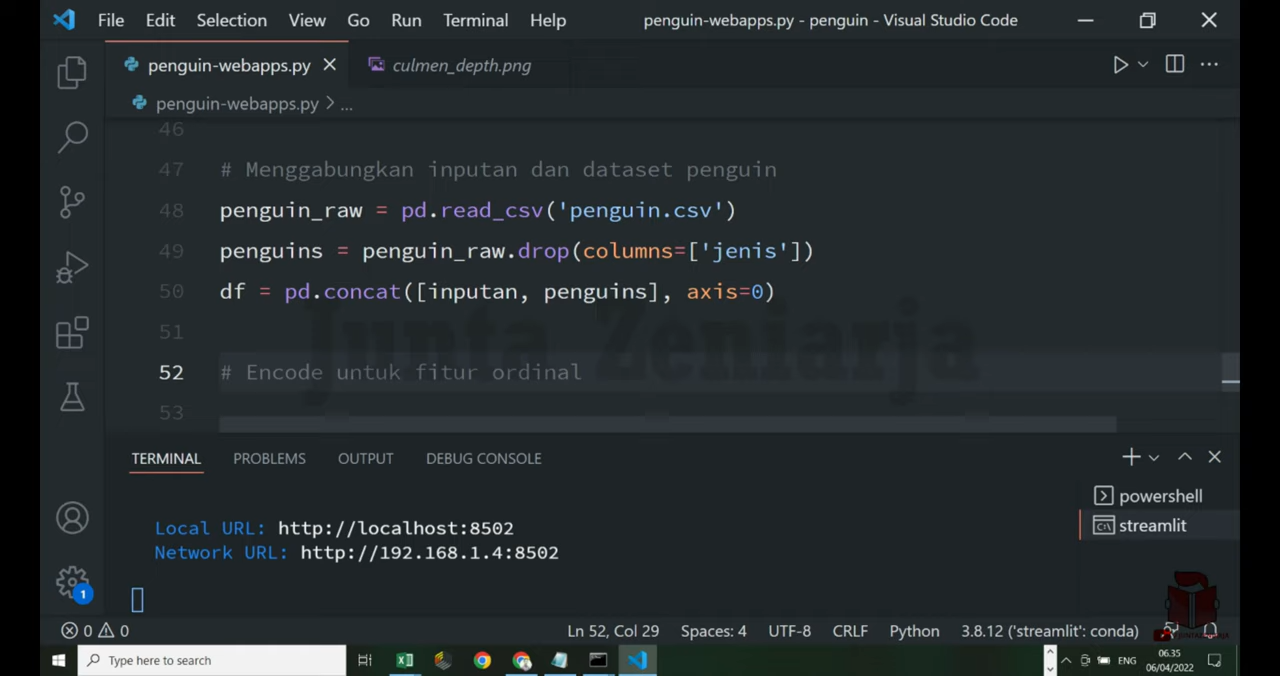 File Edit Selection View Go Run Terminal Help penguin-webapps.py - penguin - Visual Studio Code
penguin-webapps.py culmen_depth.png
penguin-webapps.py > ...
46
47 # Menggabungkan inputan dan dataset penguin
48 penguin_raw = pd.read_csv('penguin.csv')
49 penguins = penguin_raw.drop(columns=['jenis'])
50 df = pd.concat([inputan, penguins], axis=0)
51
Junta Zeniarja
52 # Encode untuk fitur ordinal
53
TERMINAL PROBLEMS OUTPUT DEBUG CONSOLE
powershell
Local URL: http://localhost:8502
streamlit
Network URL: http://192.168.1.4:8502
1
0 0 Ln 52, Col 29 Spaces: 4 UTF-8 CRLF Python 3.8.12 ('streamlit': conda)
Type here to search ENG 06.35
06/04/2022